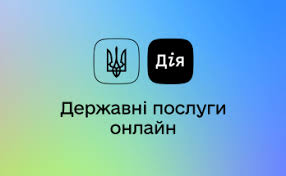 Дія
Державні послуги
онлайн